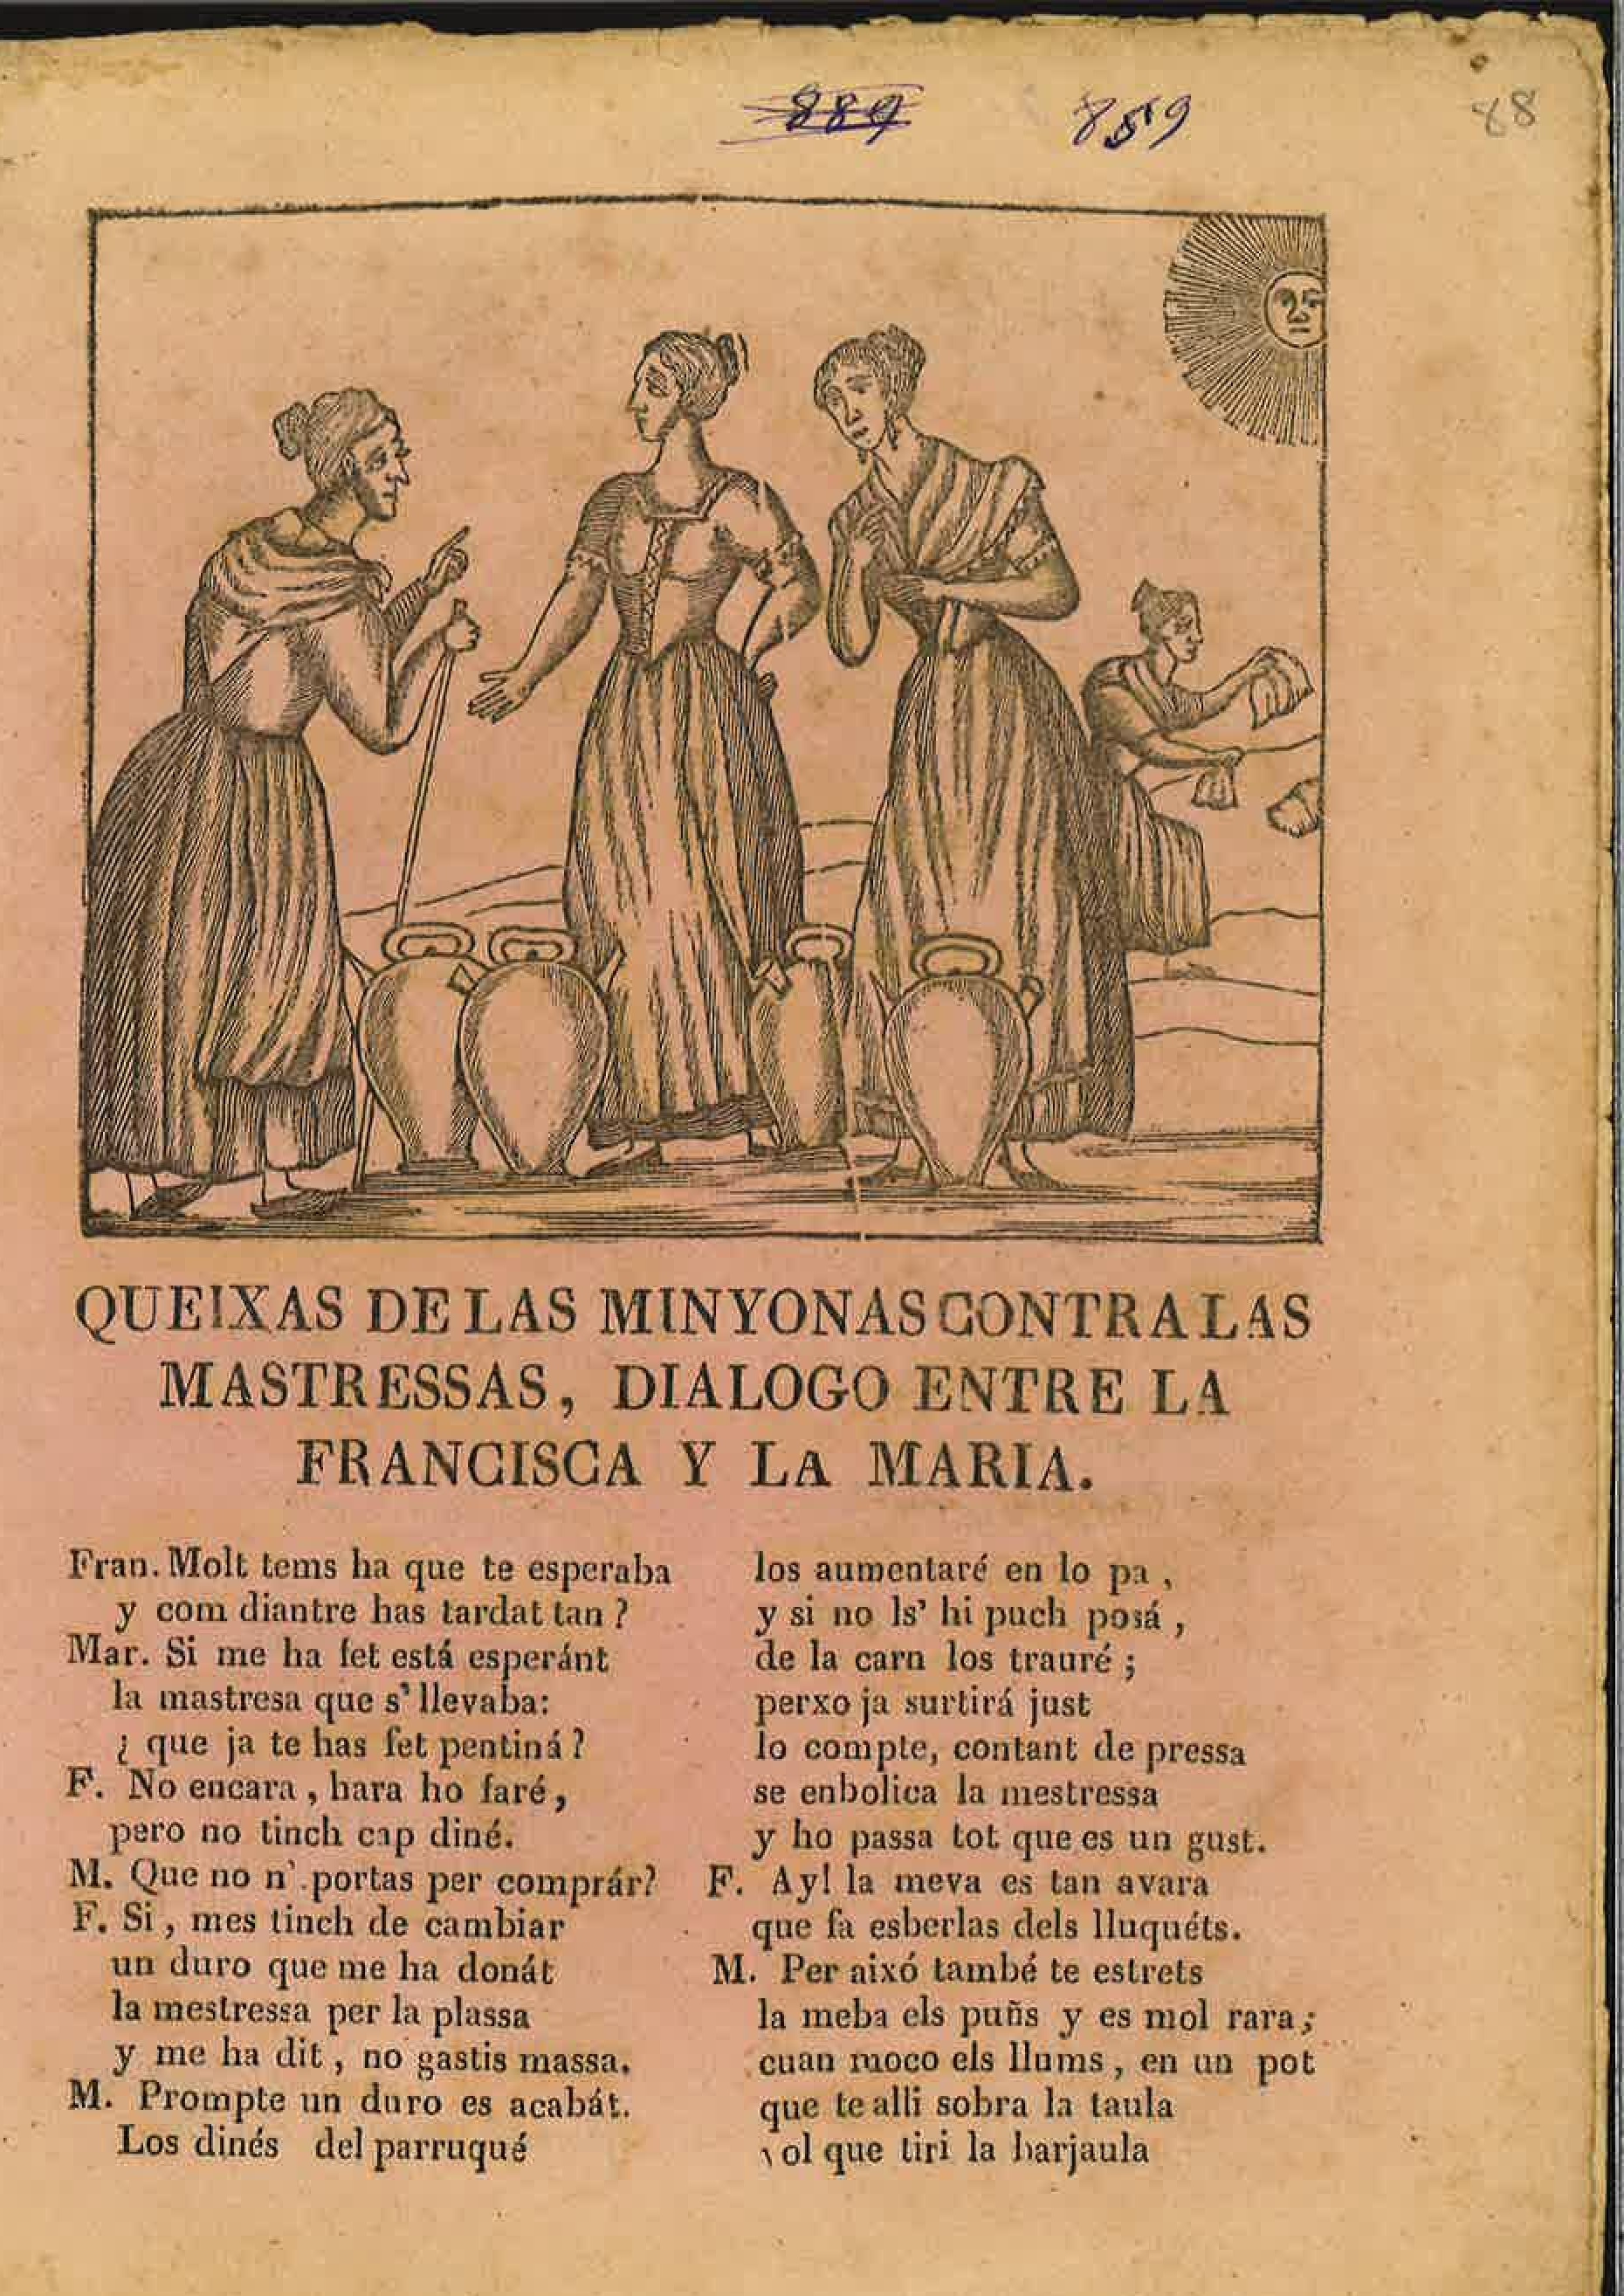 889
859
88
QUEIXAS DE LAS MINYONAS CONTRA LAS
MASTRESSAS, DIALOGO ENTRE LA
FRANCISCA Y LA MARIA.
Fran. Molt tems ha que te esperaba
y com diantre has tardat tan ?
Mar. Si me ha fet está esperánt
la mastresa que s' llevaba:
¿ que ja te has fet pentiná ?
F. No encara , hara ho faré ,
pero no tinch cap diné.
M. Que no n' portas per comprár?
F. Si , mes tinch de cambiar
un duro que me ha donát
la mestressa per la plassa
y me ha dit , no gastis massa.
M. Prompte un duro es acabát.
Los dinés del parruqué
los aumentaré en lo pa ,
y si no ls' hi puch posá ,
de la carn los trauré ;
perxo ja surtirá just
lo compte, contant de pressa
se enbolica la mestressa
y ho passa tot que es un gust.
F. Ay! la meva es tan avara
que fa esberlas dels lluquéts.
M. Per aixó també te estrets
la meba els puñs y es mol rara ;
cuan moco els llums , en un pot
que te alli sobra la taula
vol que tiri la harjaula